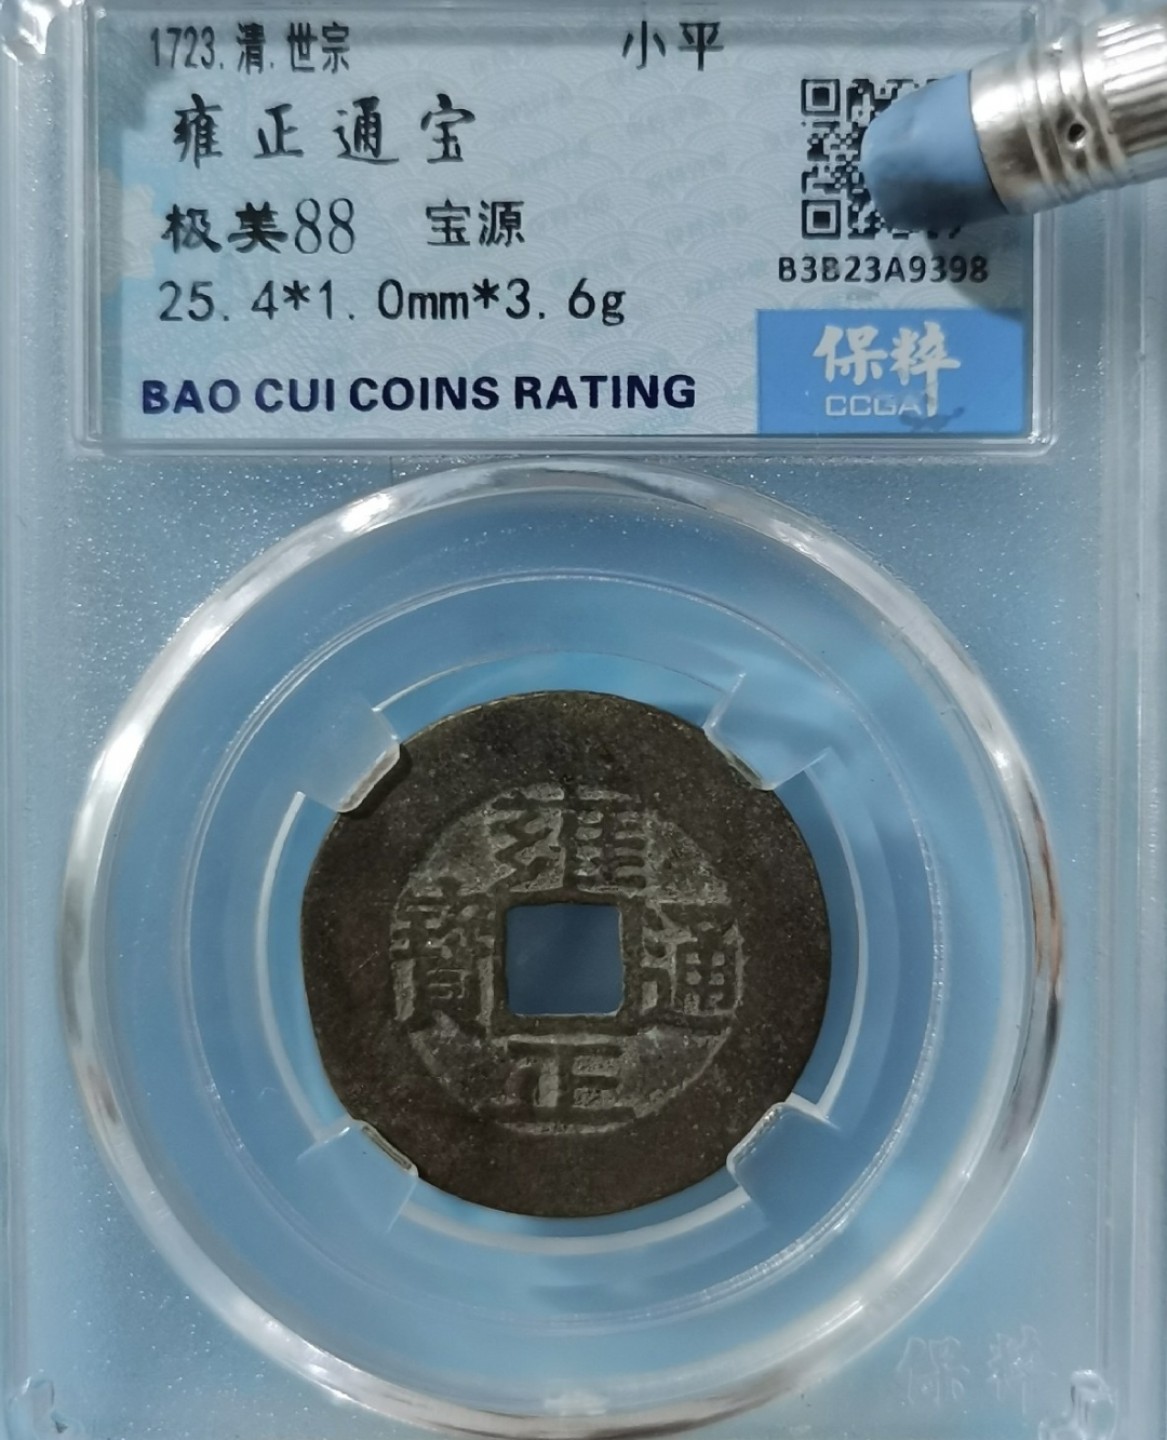 1723.清.世宗 小平
雍正通宝
极美88 宝源
25.4*1.0mm*3.6g
B3B23A9398
BAO CUI COINS RATING
保粹
CCGA
雍
寶 通
正